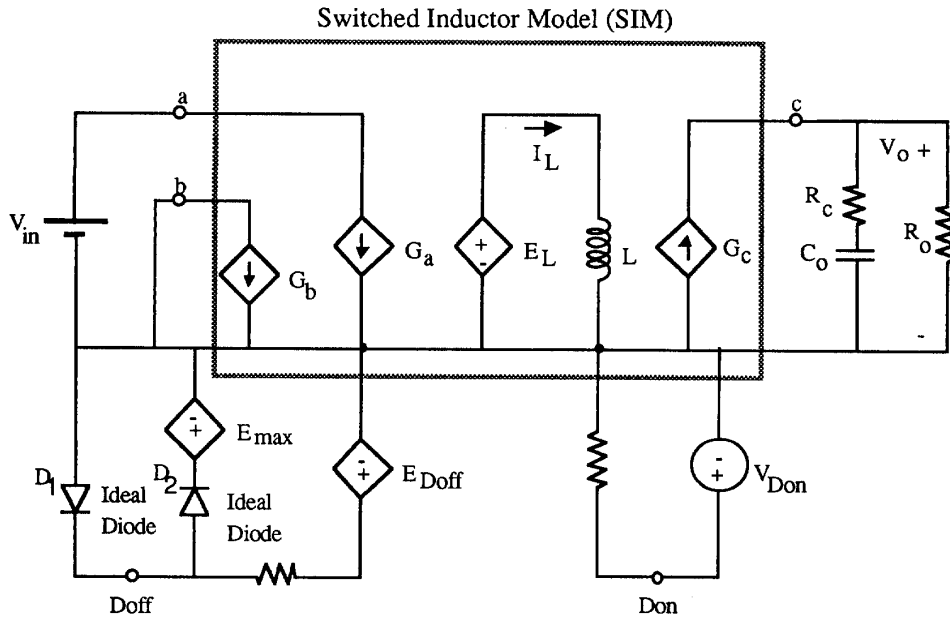 Switched Inductor Model (SIM)
a
c
I_L
V_o +
b
R_c
V_in
+
-
G_b
G_a
E_L
L
G_c
C_o
R_o
-
-
+
E_max
-
+
E_Doff
-
+
V_Don
D_1
Ideal
Diode
D_2
Ideal
Diode
Doff
Don